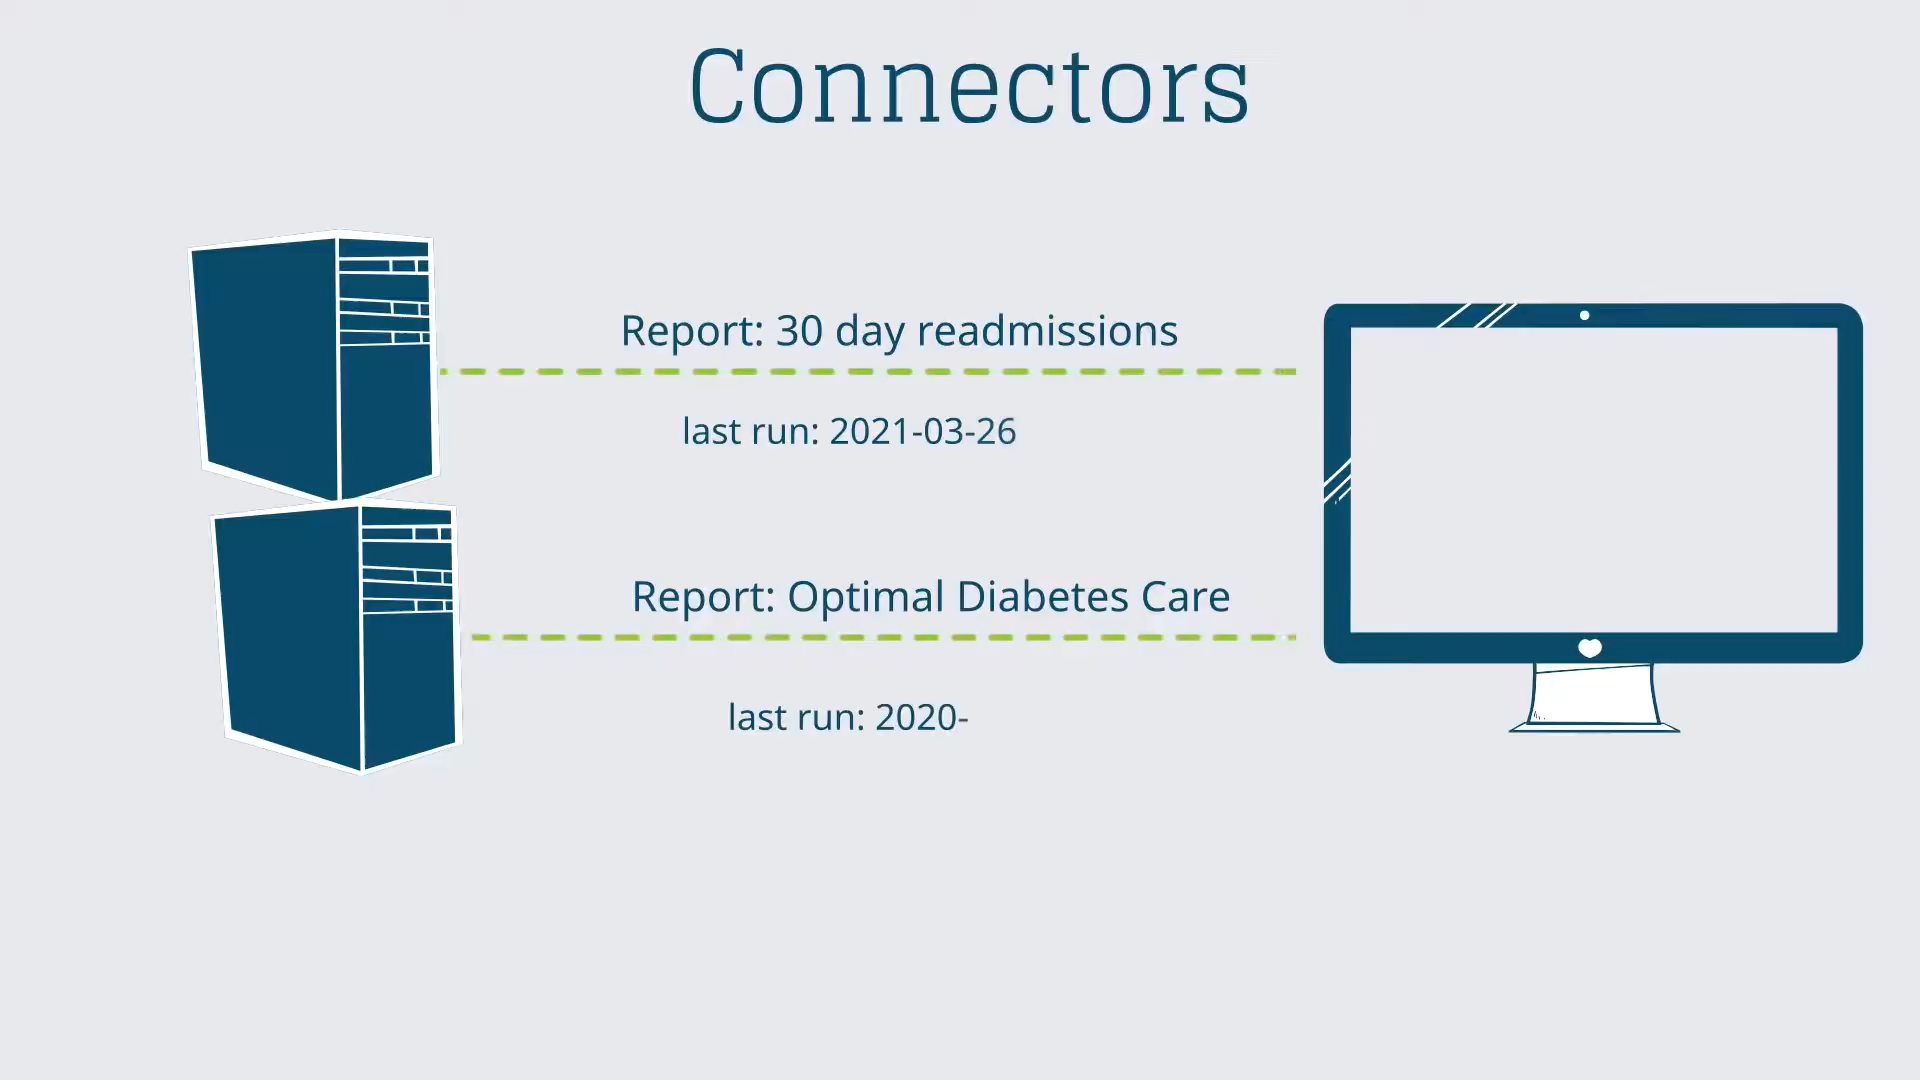 Connectors
Report: 30 day readmissions
last run: 2021-03-26
Report: Optimal Diabetes Care
last run: 2020-